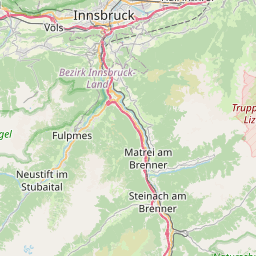 Innsbruck
Völs
Bezirk Innsbruck-
Land
Trupp
Liz
Fulpmes
gel
Matrei am
Brenner
Neustift im
Stubaital
Steinach am
Brenner